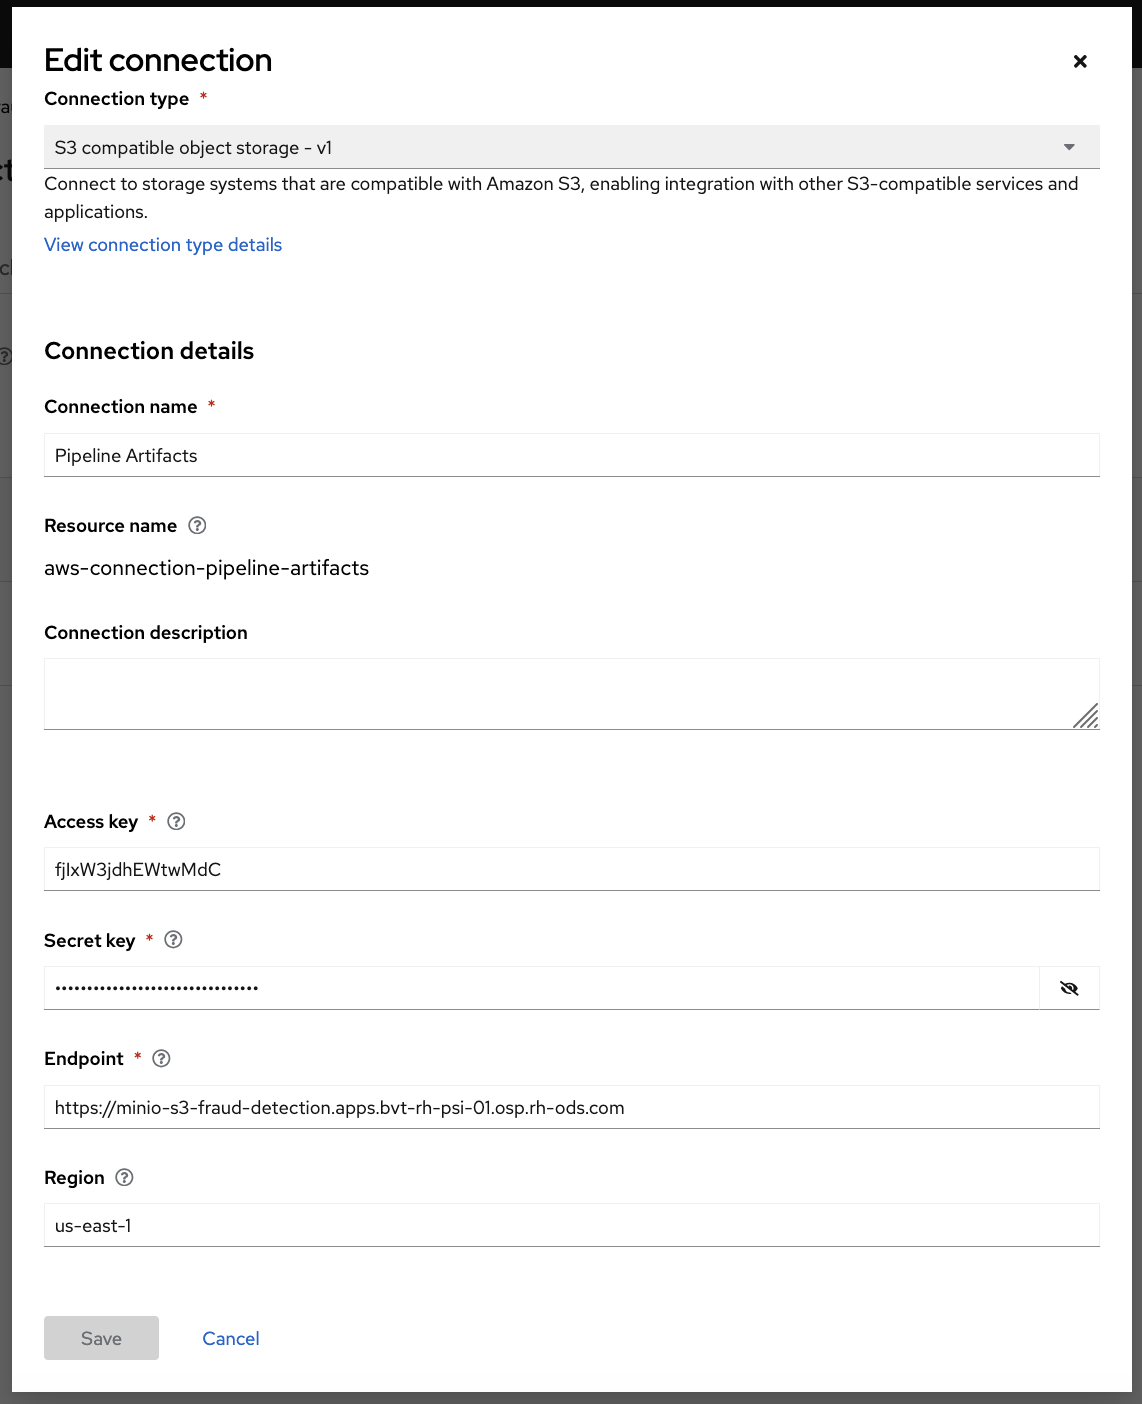 Edit connection
Connection type *
S3 compatible object storage - v1
Connect to storage systems that are compatible with Amazon S3, enabling integration with other S3-compatible services and
applications.
View connection type details
Connection details
Connection name *
Pipeline Artifacts
Resource name
aws-connection-pipeline-artifacts
Connection description
Access key *
fjIxW3jdhEWtwMdC
Secret key *
••••••••••••••••••••••••••••••••
Endpoint *
https://minio-s3-fraud-detection.apps.bvt-rh-psi-01.osp.rh-ods.com
Region
us-east-1
Save
Cancel